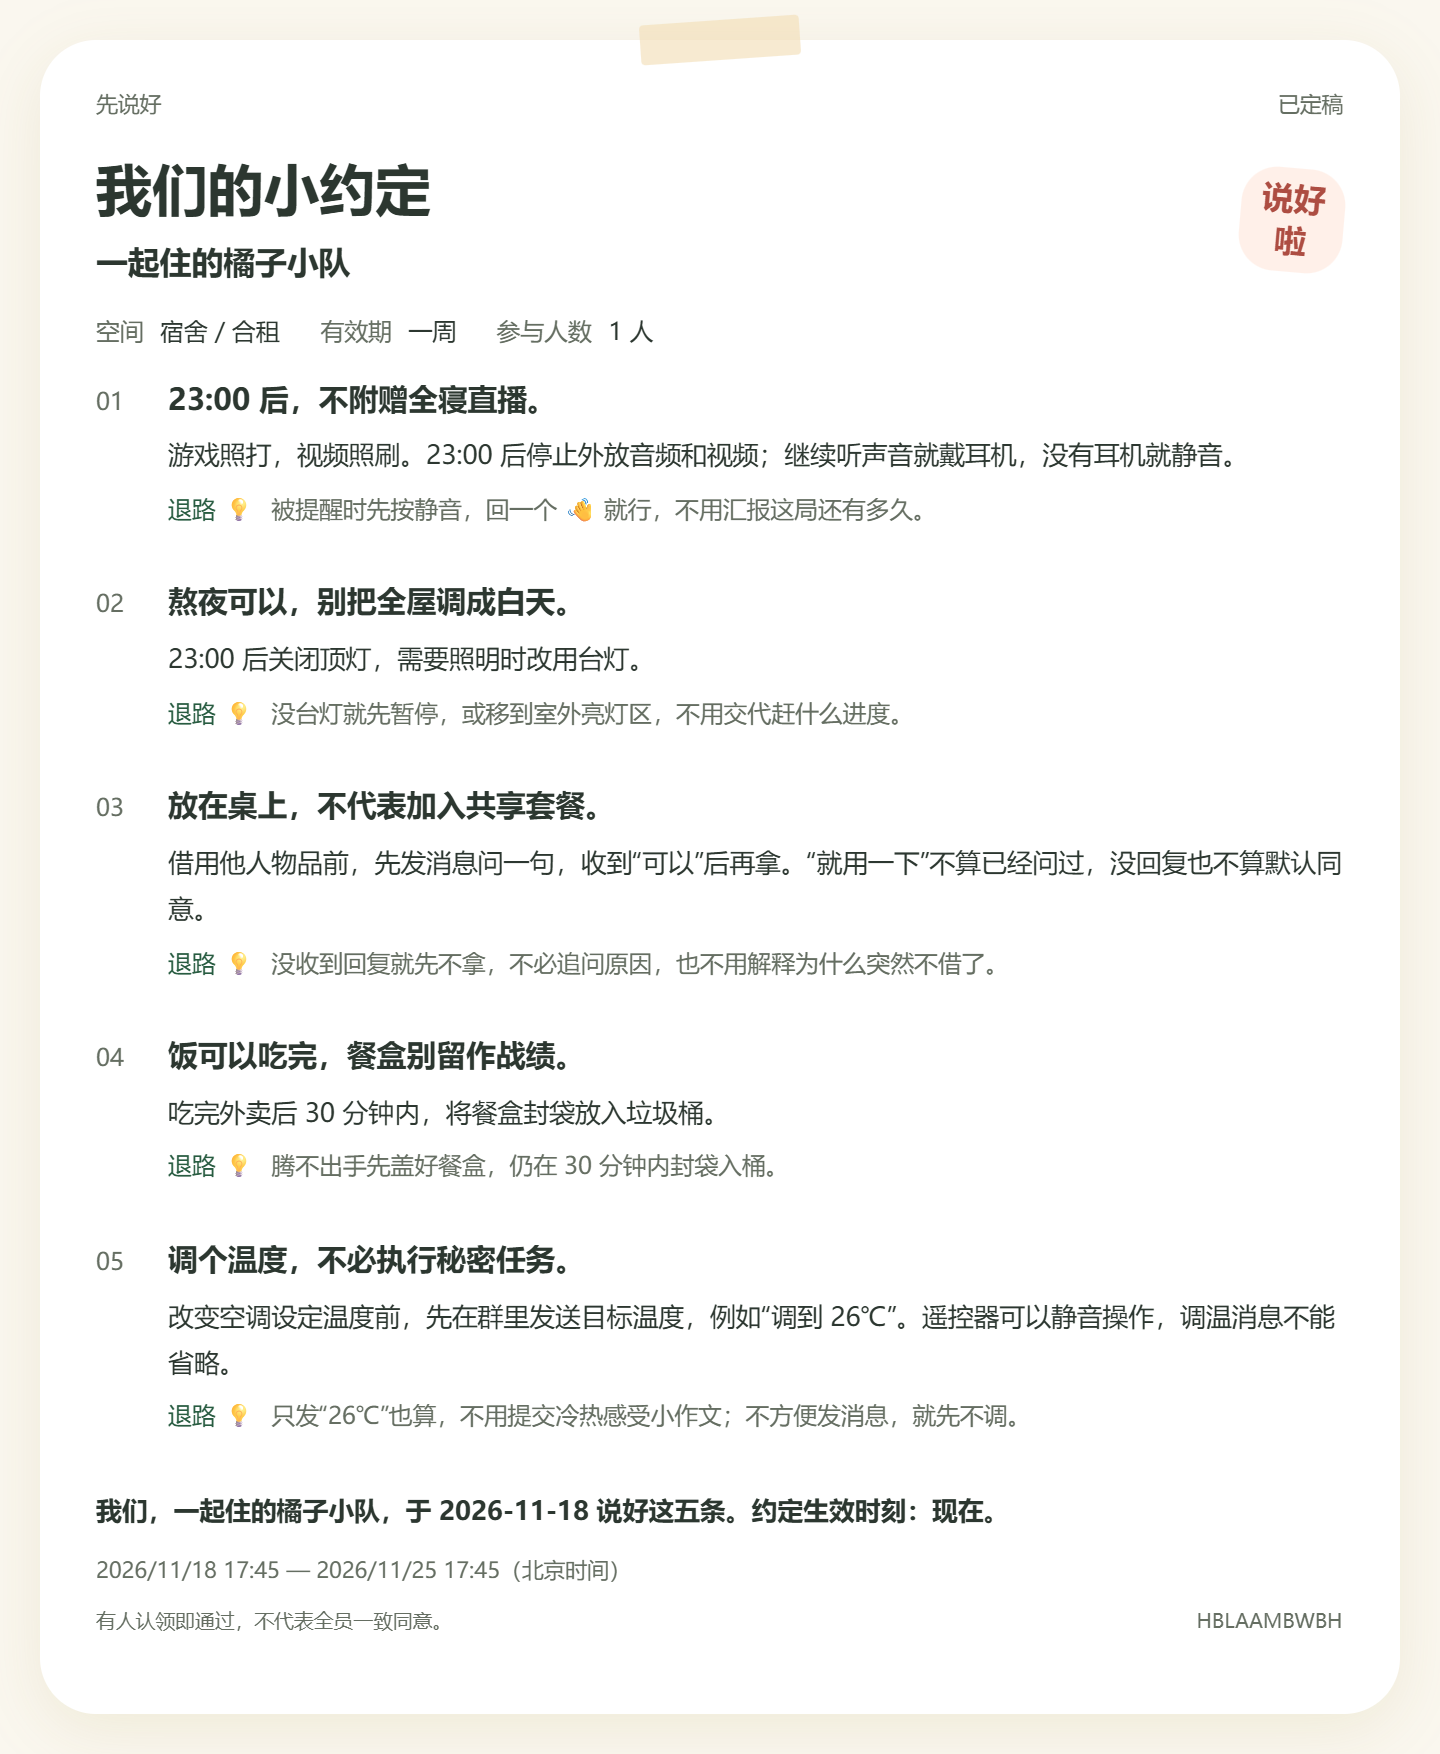 先说好
已定稿
我们的小约定
说好
啦
一起住的橘子小队
空间 宿舍 / 合租 有效期 一周 参与人数 1 人
01 23:00 后，不附赠全寝直播。
游戏照打，视频照刷。23:00 后停止外放音频和视频；继续听声音就戴耳机，没有耳机就静音。
退路 💡 被提醒时先按静音，回一个 👋 就行，不用汇报这局还有多久。
02 熬夜可以，别把全屋调成白天。
23:00 后关闭顶灯，需要照明时改用台灯。
退路 💡 没台灯就先暂停，或移到室外亮灯区，不用交代赶什么进度。
03 放在桌上，不代表加入共享套餐。
借用他人物品前，先发消息问一句，收到“可以”后再拿。“就用一下”不算已经问过，没回复也不算默认同
意。
退路 💡 没收到回复就先不拿，不必追问原因，也不用解释为什么突然不借了。
04 饭可以吃完，餐盒别留作战绩。
吃完外卖后 30 分钟内，将餐盒封袋放入垃圾桶。
退路 💡 腾不出手先盖好餐盒，仍在 30 分钟内封袋入桶。
05 调个温度，不必执行秘密任务。
改变空调设定温度前，先在群里发送目标温度，例如“调到 26℃”。遥控器可以静音操作，调温消息不能
省略。
退路 💡 只发“26℃”也算，不用提交冷热感受小作文；不方便发消息，就先不调。
我们，一起住的橘子小队，于 2026-11-18 说好这五条。约定生效时刻：现在。
2026/11/18 17:45 — 2026/11/25 17:45（北京时间）
有人认领即通过，不代表全员一致同意。
HBLAAMBWBH